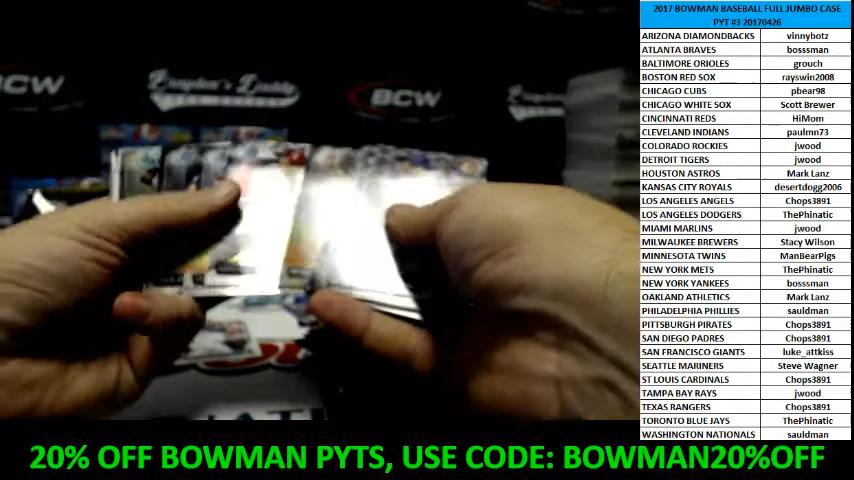 BCW
Brayden's Daddy
BCW
2017 BOWMAN BASEBALL FULL JUMBO CASE
PYT #3 20170426
ARIZONA DIAMONDBACKS vinnybotz
ATLANTA BRAVES bosssman
BALTIMORE ORIOLES grouch
BOSTON RED SOX rayswin2008
CHICAGO CUBS pbear98
CHICAGO WHITE SOX Scott Brewer
CINCINNATI REDS HiMom
CLEVELAND INDIANS paulmn73
COLORADO ROCKIES jwood
DETROIT TIGERS jwood
HOUSTON ASTROS Mark Lanz
KANSAS CITY ROYALS desertdogg2006
LOS ANGELES ANGELS Chops3891
LOS ANGELES DODGERS ThePhinatic
MIAMI MARLINS jwood
MILWAUKEE BREWERS Stacy Wilson
MINNESOTA TWINS ManBearPigs
NEW YORK METS ThePhinatic
NEW YORK YANKEES bosssman
OAKLAND ATHLETICS Mark Lanz
PHILADELPHIA PHILLIES sauldman
PITTSBURGH PIRATES Chops3891
SAN DIEGO PADRES Chops3891
SAN FRANCISCO GIANTS luke_attkiss
SEATTLE MARINERS Steve Wagner
ST LOUIS CARDINALS Chops3891
TAMPA BAY RAYS jwood
TEXAS RANGERS Chops3891
TORONTO BLUE JAYS ThePhinatic
WASHINGTON NATIONALS sauldman
20% OFF BOWMAN PYTS, USE CODE: BOWMAN20%OFF